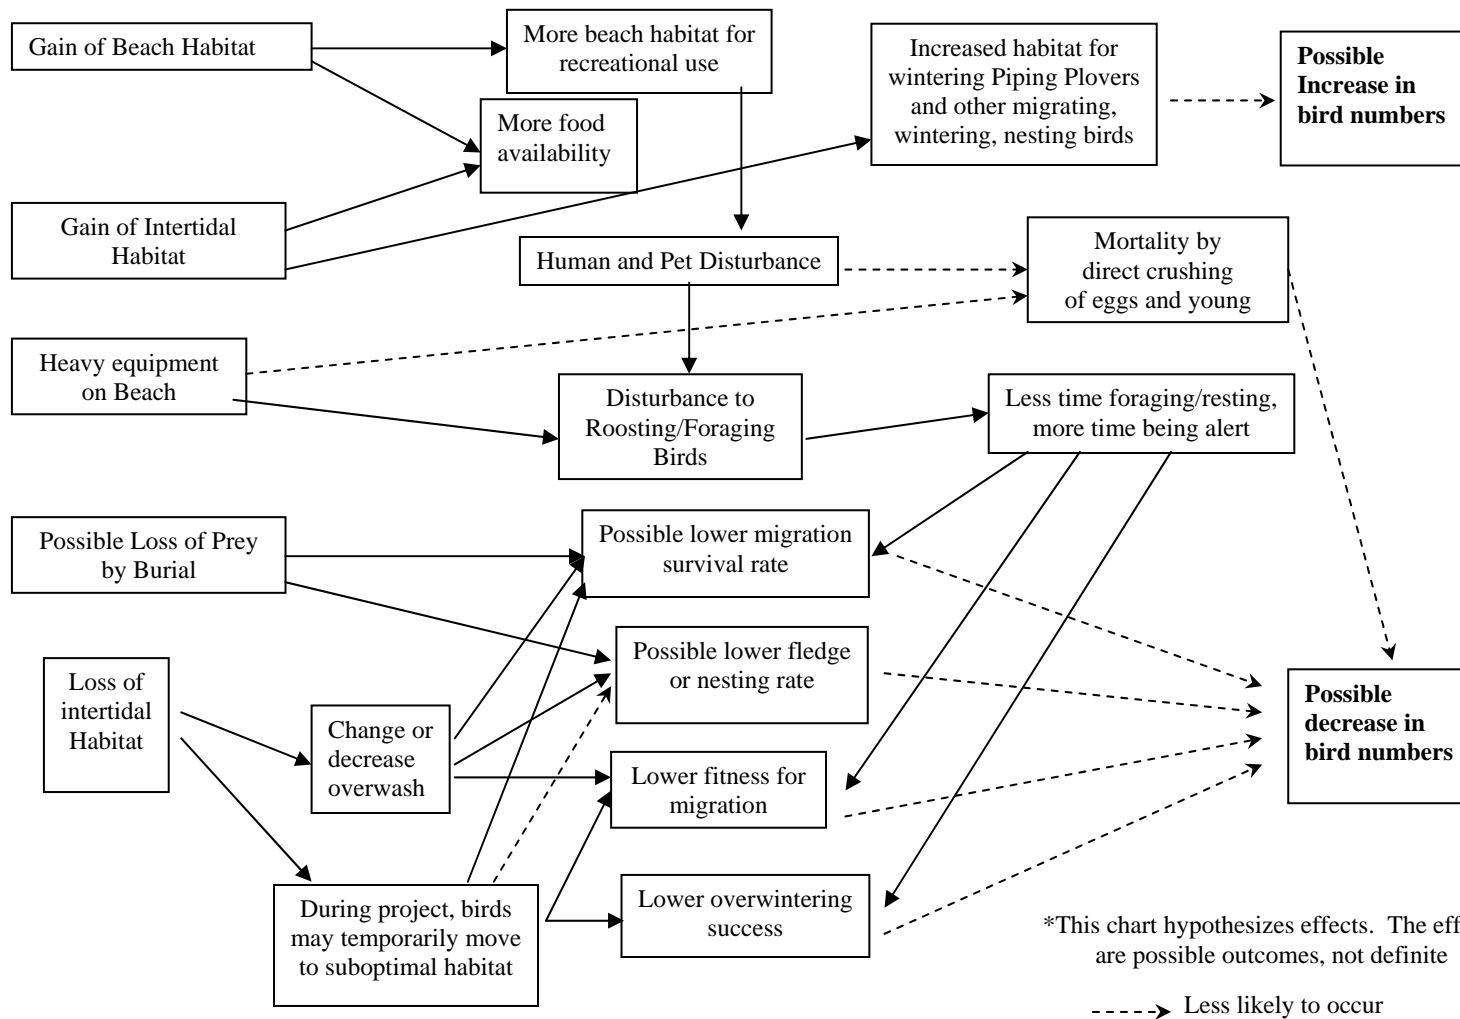 Gain of Beach Habitat
More beach habitat for
recreational use
Increased habitat for
wintering Piping Plovers
and other migrating,
wintering, nesting birds
Possible
Increase in
bird numbers
More food
availability
Gain of Intertidal
Habitat
Human and Pet Disturbance
Mortality by
direct crushing
of eggs and young
Heavy equipment
on Beach
Disturbance to
Roosting/Foraging
Birds
Less time foraging/resting,
more time being alert
Possible Loss of Prey
by Burial
Possible lower migration
survival rate
Possible lower fledge
or nesting rate
Loss of
intertidal
Habitat
Change or
decrease
overwash
Lower fitness for
migration
Possible
decrease in
bird numbers
During project, birds
may temporarily move
to suboptimal habitat
Lower overwintering
success
*This chart hypothesizes effects. The eff
are possible outcomes, not definite
Less likely to occur